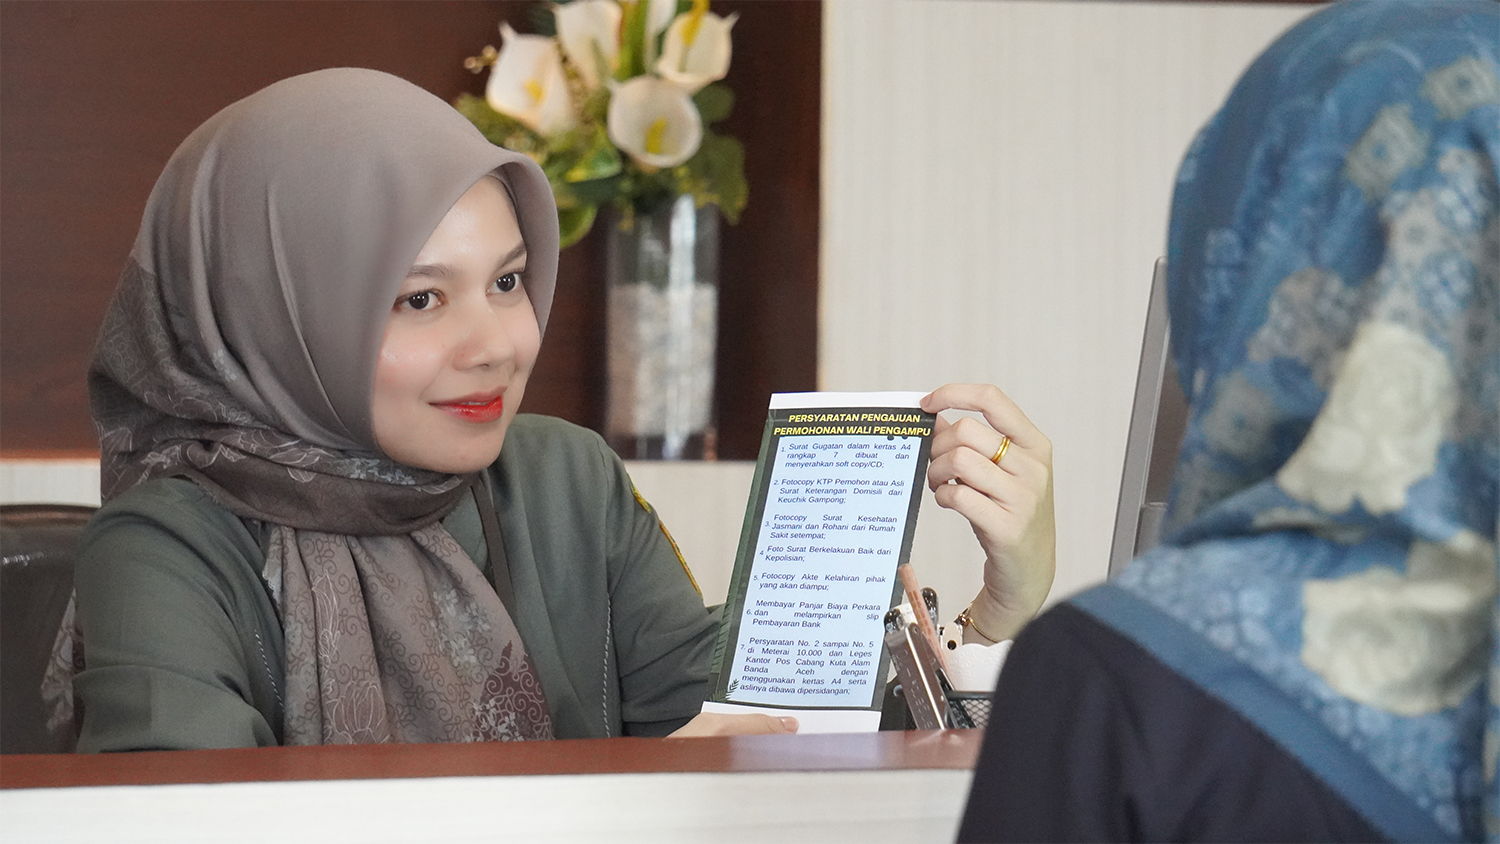 PERSYARATAN PENGAJUAN
PERMOHONAN WALI PENGAMPU
1. Surat Gugatan dalam kertas A4
rangkap 7 dibuat dan
menyerahkan soft copy/CD;
2. Fotocopy KTP Pemohon atau Asli
Surat Keterangan Domisili dari
Keuchik Gampong;
3. Fotocopy Surat Kesehatan
Jasmani dan Rohani dari Rumah
Sakit setempat;
4. Foto Surat Berkelakuan Baik dari
Kepolisian;
5. Fotocopy Akte Kelahiran pihak
yang akan diampu;
6. Membayar Panjar Biaya Perkara
dan melampirkan slip
Pembayaran Bank
7. Persyaratan No. 2 sampai No. 5
di Meterai 10.000 dan Leges
Kantor Pos Cabang Kuta Alam
Banda Aceh dengan
menggunakan kertas A4 serta
aslinya dibawa dipersidangan;